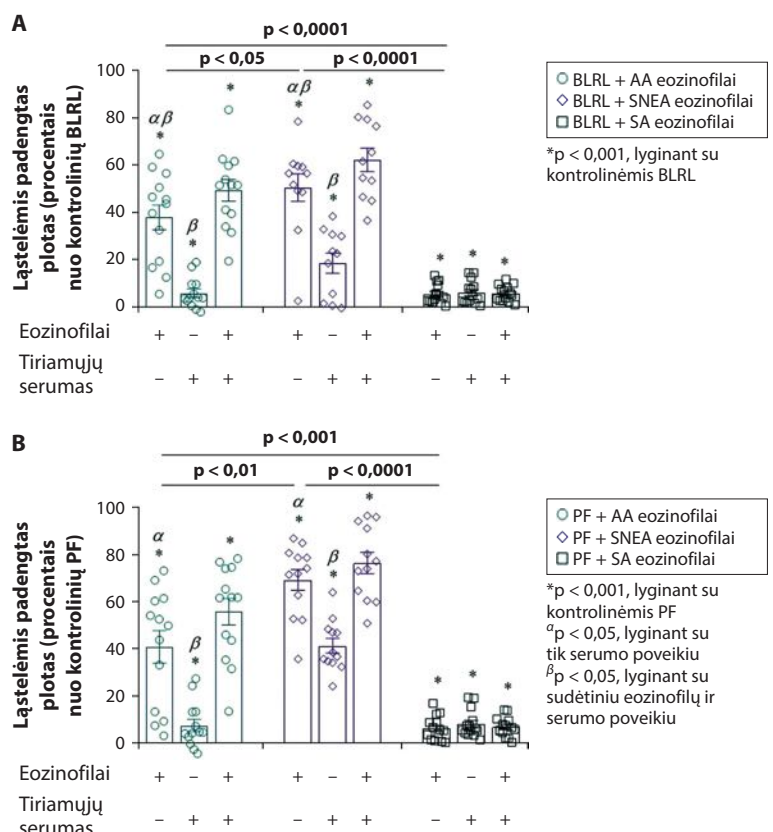 A
p < 0,0001
p < 0,05
p < 0,0001
Ląstelėmis padengtas
plotas (procentais
nuo kontrolinių BLRL)
100
80
60
40
20
0
αβ
*
β
*
*
αβ
*
β
*
*
*
*
*
Eozinofilai
+ – + + – + + – +
Tiriamųjų
serumas
– + + – + + – + +
BLRL + AA eozinofilai
BLRL + SNEA eozinofilai
BLRL + SA eozinofilai
*p < 0,001, lyginant su
kontrolinėmis BLRL
B
p < 0,001
p < 0,01
p < 0,0001
Ląstelėmis padengtas
plotas (procentais
nuo kontrolinių PF)
100
80
60
40
20
0
α
*
β
*
*
α
*
β
*
*
*
*
*
Eozinofilai
+ – + + – + + – +
Tiriamųjų
serumas
– + + – + + – + +
PF + AA eozinofilai
PF + SNEA eozinofilai
PF + SA eozinofilai
*p < 0,001, lyginant su
kontrolinėmis PF
αp < 0,05, lyginant su
tik serumo poveikiu
βp < 0,05, lyginant su
sudėtiniu eozinofilų ir
serumo poveikiu